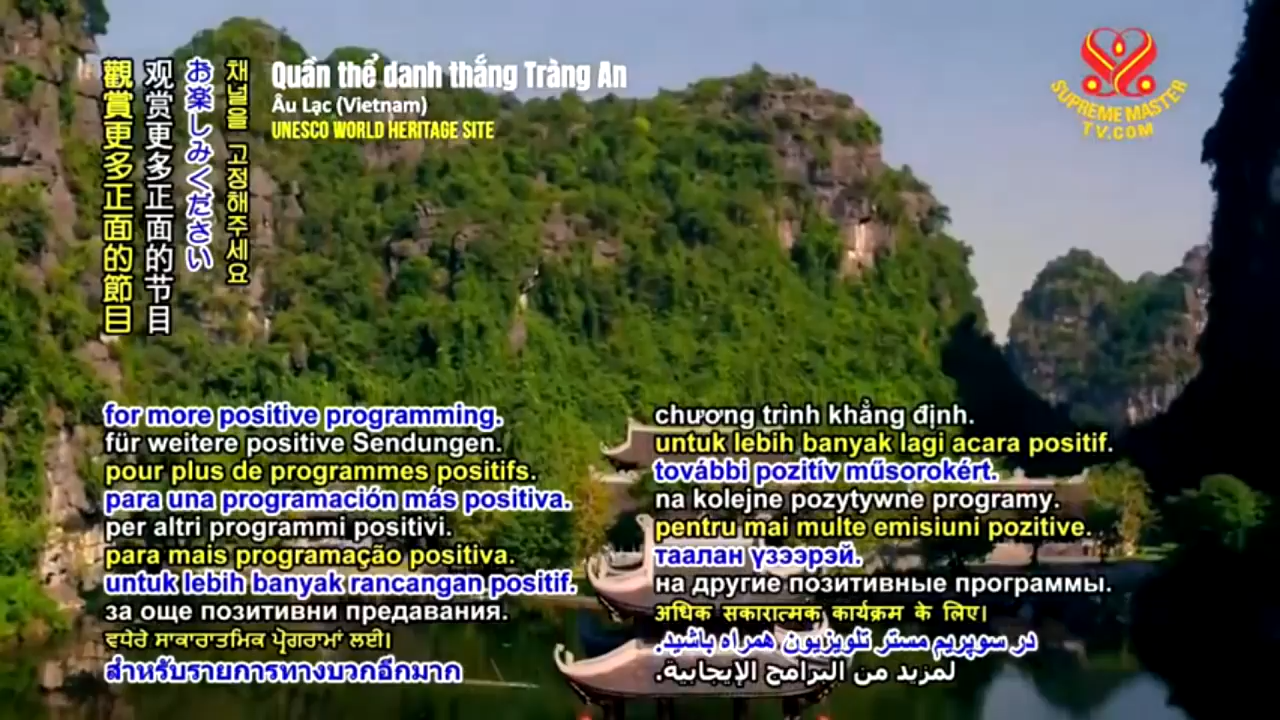 觀賞更多正面的節目
观赏更多正面的节目
お楽しみください
채널을 고정해주세요
Quần thể danh thắng Tràng An
Âu Lạc (Vietnam)
UNESCO WORLD HERITAGE SITE
SUPREME MASTER
TV.COM
for more positive programming.
für weitere positive Sendungen.
pour plus de programmes positifs.
para una programación más positiva.
per altri programmi positivi.
para mais programação positiva.
untuk lebih banyak rancangan positif.
за още позитивни предавания.
ਵਧੇਰੇ ਸਾਕਾਰਾਤਮਿਕ ਪ੍ਰੋਗਰਾਮਾਂ ਲਈ।
สำหรับรายการทางบวกอีกมาก
chương trình khẳng định.
untuk lebih banyak lagi acara positif.
további pozitív műsorokért.
na kolejne pozytywne programy.
pentru mai multe emisiuni pozitive.
таалан үзээрэй.
на другие позитивные программы.
अधिक सकारात्मक कार्यक्रम के लिए।
در سوپریم مستر تلویزیون همراه باشید.
لمزيد من البرامج الإيجابية.